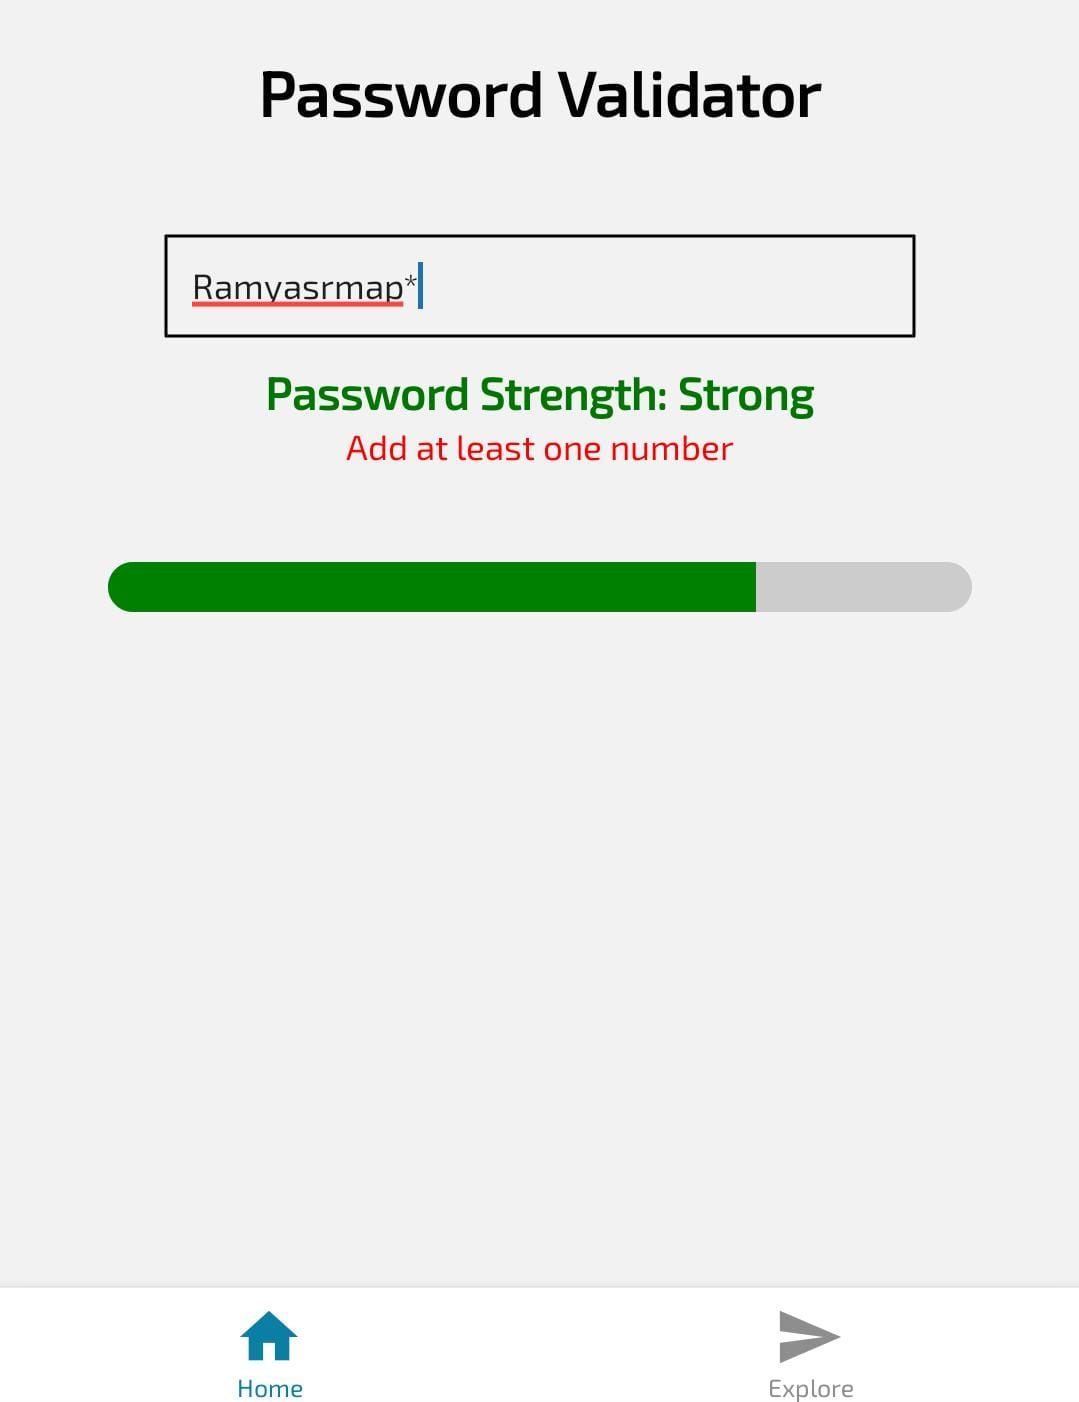 Password Validator
Ramyasrmap*
Password Strength: Strong
Add at least one number
Home
Explore